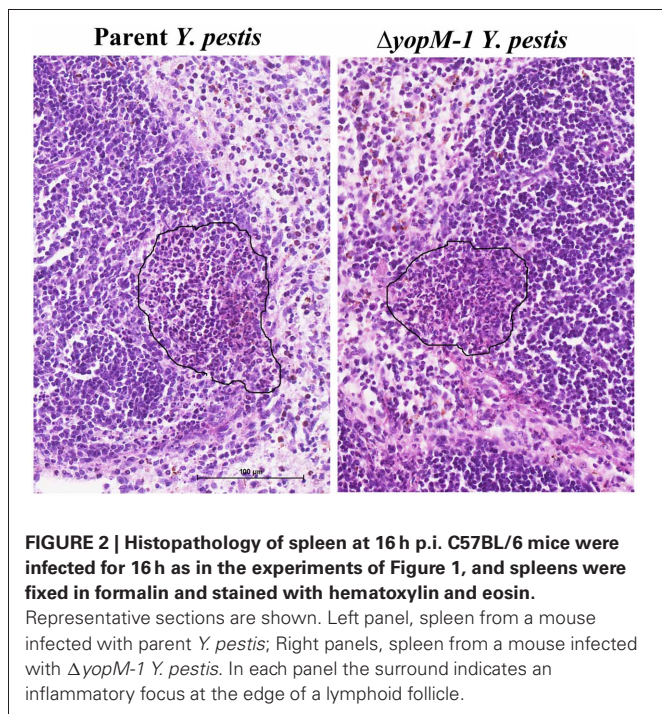 Parent Y. pestis
ΔyopM-1 Y. pestis
100 µm
FIGURE 2 | Histopathology of spleen at 16 h p.i. C57BL/6 mice were
infected for 16 h as in the experiments of Figure 1, and spleens were
fixed in formalin and stained with hematoxylin and eosin.
Representative sections are shown. Left panel, spleen from a mouse
infected with parent Y. pestis; Right panels, spleen from a mouse infected
with ΔyopM-1 Y. pestis. In each panel the surround indicates an
inflammatory focus at the edge of a lymphoid follicle.